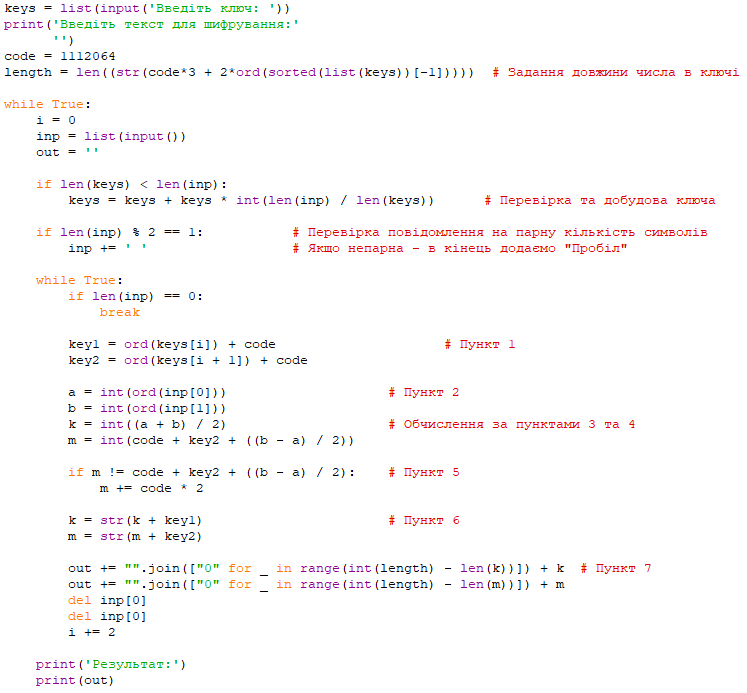 keys = list(input('Введіть ключ: '))
print('Введіть текст для шифрування:'
      '')
code = 1112064
length = len((str(code*3 + 2*ord(sorted(list(keys))[-1]))))  # Задання довжини числа в ключі

while True:
    i = 0
    inp = list(input())
    out = ''

    if len(keys) < len(inp):
        keys = keys + keys * int(len(inp) / len(keys))      # Перевірка та добудова ключа

    if len(inp) % 2 == 1:           # Перевірка повідомлення на парну кількість символів
        inp += ' '                  # Якщо непарна - в кінець додаємо "Пробіл"

    while True:
        if len(inp) == 0:
            break

        key1 = ord(keys[i]) + code                     # Пункт 1
        key2 = ord(keys[i + 1]) + code

        a = int(ord(inp[0]))                    # Пункт 2
        b = int(ord(inp[1]))
        k = int((a + b) / 2)                    # Обчислення за пунктами 3 та 4
        m = int(code + key2 + ((b - a) / 2))

        if m != code + key2 + ((b - a) / 2):    # Пункт 5
            m += code * 2

        k = str(k + key1)                       # Пункт 6
        m = str(m + key2)

        out += "".join(["0" for _ in range(int(length) - len(k))]) + k  # Пункт 7
        out += "".join(["0" for _ in range(int(length) - len(m))]) + m
        del inp[0]
        del inp[0]
        i += 2

    print('Результат:')
    print(out)